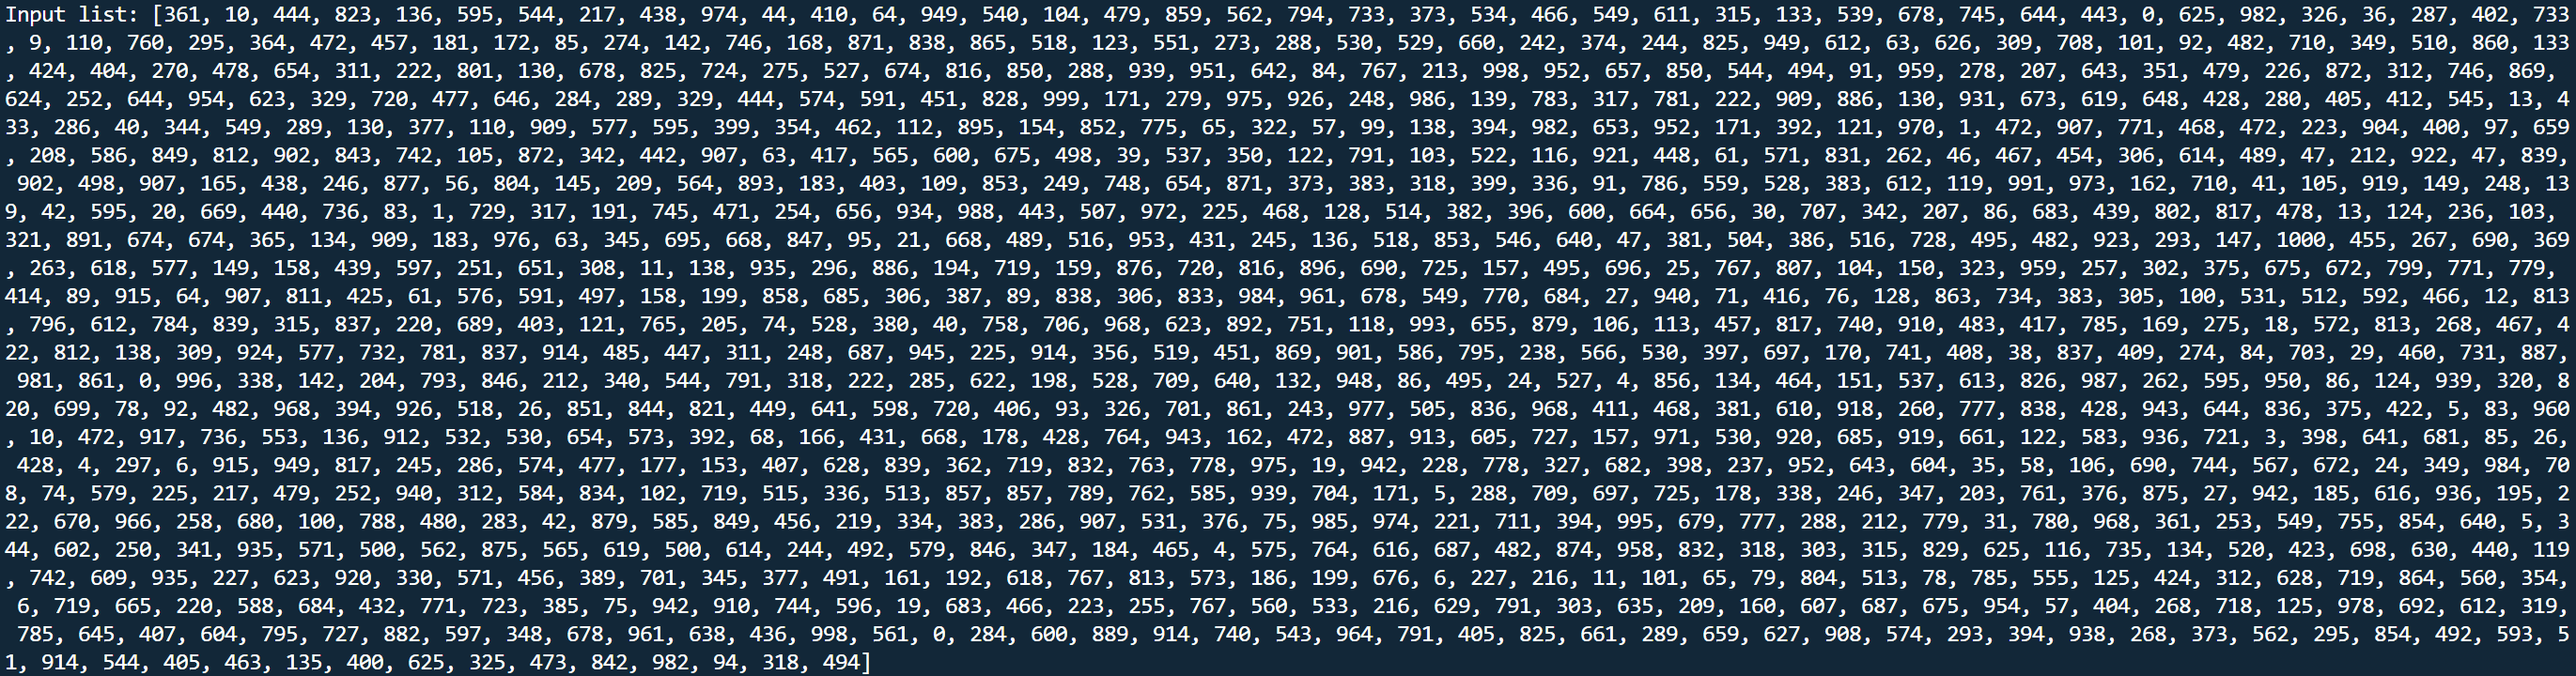 Input list: [361, 10, 444, 823, 136, 595, 544, 217, 438, 974, 44, 410, 64, 949, 540, 104, 479, 859, 562, 794, 733, 373, 534, 466, 549, 611, 315, 133, 539, 678, 745, 644, 443, 0, 625, 982, 326, 36, 287, 402, 733
, 9, 110, 760, 295, 364, 472, 457, 181, 172, 85, 274, 142, 746, 168, 871, 838, 865, 518, 123, 551, 273, 288, 530, 529, 660, 242, 374, 244, 825, 949, 612, 63, 626, 309, 708, 101, 92, 482, 710, 349, 510, 860, 133
, 424, 404, 270, 478, 654, 311, 222, 801, 130, 678, 825, 724, 275, 527, 674, 816, 850, 288, 939, 951, 642, 84, 767, 213, 998, 952, 657, 850, 544, 494, 91, 959, 278, 207, 643, 351, 479, 226, 872, 312, 746, 869,
624, 252, 644, 954, 623, 329, 720, 477, 646, 284, 289, 329, 444, 574, 591, 451, 828, 999, 171, 279, 975, 926, 248, 986, 139, 783, 317, 781, 222, 909, 886, 130, 931, 673, 619, 648, 428, 280, 405, 412, 545, 13, 4
33, 286, 40, 344, 549, 289, 130, 377, 110, 909, 577, 595, 399, 354, 462, 112, 895, 154, 852, 775, 65, 322, 57, 99, 138, 394, 982, 653, 952, 171, 392, 121, 970, 1, 472, 907, 771, 468, 472, 223, 904, 400, 97, 659
, 208, 586, 849, 812, 902, 843, 742, 105, 872, 342, 442, 907, 63, 417, 565, 600, 675, 498, 39, 537, 350, 122, 791, 103, 522, 116, 921, 448, 61, 571, 831, 262, 46, 467, 454, 306, 614, 489, 47, 212, 922, 47, 839,
902, 498, 907, 165, 438, 246, 877, 56, 804, 145, 209, 564, 893, 183, 403, 109, 853, 249, 748, 654, 871, 373, 383, 318, 399, 336, 91, 786, 559, 528, 383, 612, 119, 991, 973, 162, 710, 41, 105, 919, 149, 248, 13
9, 42, 595, 20, 669, 440, 736, 83, 1, 729, 317, 191, 745, 471, 254, 656, 934, 988, 443, 507, 972, 225, 468, 128, 514, 382, 396, 600, 664, 656, 30, 707, 342, 207, 86, 683, 439, 802, 817, 478, 13, 124, 236, 103,
321, 891, 674, 674, 365, 134, 909, 183, 976, 63, 345, 695, 668, 847, 95, 21, 668, 489, 516, 953, 431, 245, 136, 518, 853, 546, 640, 47, 381, 504, 386, 516, 728, 495, 482, 923, 293, 147, 1000, 455, 267, 690, 369
, 263, 618, 577, 149, 158, 439, 597, 251, 651, 308, 11, 138, 935, 296, 886, 194, 719, 159, 876, 720, 816, 896, 690, 725, 157, 495, 696, 25, 767, 807, 104, 150, 323, 959, 257, 302, 375, 675, 672, 799, 771, 779,
414, 89, 915, 64, 907, 811, 425, 61, 576, 591, 497, 158, 199, 858, 685, 306, 387, 89, 838, 306, 833, 984, 961, 678, 549, 770, 684, 27, 940, 71, 416, 76, 128, 863, 734, 383, 305, 100, 531, 512, 592, 466, 12, 813
, 796, 612, 784, 839, 315, 837, 220, 689, 403, 121, 765, 205, 74, 528, 380, 40, 758, 706, 968, 623, 892, 751, 118, 993, 655, 879, 106, 113, 457, 817, 740, 910, 483, 417, 785, 169, 275, 18, 572, 813, 268, 467, 4
22, 812, 138, 309, 924, 577, 732, 781, 837, 914, 485, 447, 311, 248, 687, 945, 225, 914, 356, 519, 451, 869, 901, 586, 795, 238, 566, 530, 397, 697, 170, 741, 408, 38, 837, 409, 274, 84, 703, 29, 460, 731, 887,
981, 861, 0, 996, 338, 142, 204, 793, 846, 212, 340, 544, 791, 318, 222, 285, 622, 198, 528, 709, 640, 132, 948, 86, 495, 24, 527, 4, 856, 134, 464, 151, 537, 613, 826, 987, 262, 595, 950, 86, 124, 939, 320, 8
20, 699, 78, 92, 482, 968, 394, 926, 518, 26, 851, 844, 821, 449, 641, 598, 720, 406, 93, 326, 701, 861, 243, 977, 505, 836, 968, 411, 468, 381, 610, 918, 260, 777, 838, 428, 943, 644, 836, 375, 422, 5, 83, 960
, 10, 472, 917, 736, 553, 136, 912, 532, 530, 654, 573, 392, 68, 166, 431, 668, 178, 428, 764, 943, 162, 472, 887, 913, 605, 727, 157, 971, 530, 920, 685, 919, 661, 122, 583, 936, 721, 3, 398, 641, 681, 85, 26,
428, 4, 297, 6, 915, 949, 817, 245, 286, 574, 477, 177, 153, 407, 628, 839, 362, 719, 832, 763, 778, 975, 19, 942, 228, 778, 327, 682, 398, 237, 952, 643, 604, 35, 58, 106, 690, 744, 567, 672, 24, 349, 984, 70
8, 74, 579, 225, 217, 479, 252, 940, 312, 584, 834, 102, 719, 515, 336, 513, 857, 857, 789, 762, 585, 939, 704, 171, 5, 288, 709, 697, 725, 178, 338, 246, 347, 203, 761, 376, 875, 27, 942, 185, 616, 936, 195, 2
22, 670, 966, 258, 680, 100, 788, 480, 283, 42, 879, 585, 849, 456, 219, 334, 383, 286, 907, 531, 376, 75, 985, 974, 221, 711, 394, 995, 679, 777, 288, 212, 779, 31, 780, 968, 361, 253, 549, 755, 854, 640, 5, 3
44, 602, 250, 341, 935, 571, 500, 562, 875, 565, 619, 500, 614, 244, 492, 579, 846, 347, 184, 465, 4, 575, 764, 616, 687, 482, 874, 958, 832, 318, 303, 315, 829, 625, 116, 735, 134, 520, 423, 698, 630, 440, 119
, 742, 609, 935, 227, 623, 920, 330, 571, 456, 389, 701, 345, 377, 491, 161, 192, 618, 767, 813, 573, 186, 199, 676, 6, 227, 216, 11, 101, 65, 79, 804, 513, 78, 785, 555, 125, 424, 312, 628, 719, 864, 560, 354,
6, 719, 665, 220, 588, 684, 432, 771, 723, 385, 75, 942, 910, 744, 596, 19, 683, 466, 223, 255, 767, 560, 533, 216, 629, 791, 303, 635, 209, 160, 607, 687, 675, 954, 57, 404, 268, 718, 125, 978, 692, 612, 319,
785, 645, 407, 604, 795, 727, 882, 597, 348, 678, 961, 638, 436, 998, 561, 0, 284, 600, 889, 914, 740, 543, 964, 791, 405, 825, 661, 289, 659, 627, 908, 574, 293, 394, 938, 268, 373, 562, 295, 854, 492, 593, 5
1, 914, 544, 405, 463, 135, 400, 625, 325, 473, 842, 982, 94, 318, 494]